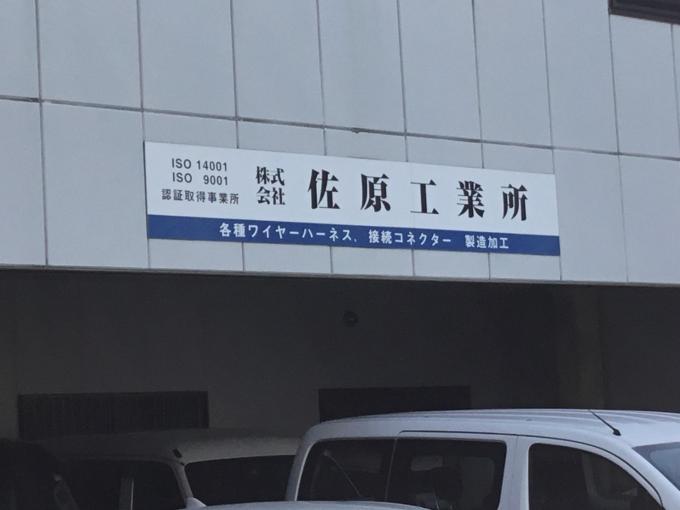 ISO 14001
ISO 9001
認証取得事業所
株式
会社
佐原工業所
各種ワイヤーハーネス、接続コネクター 製造加工